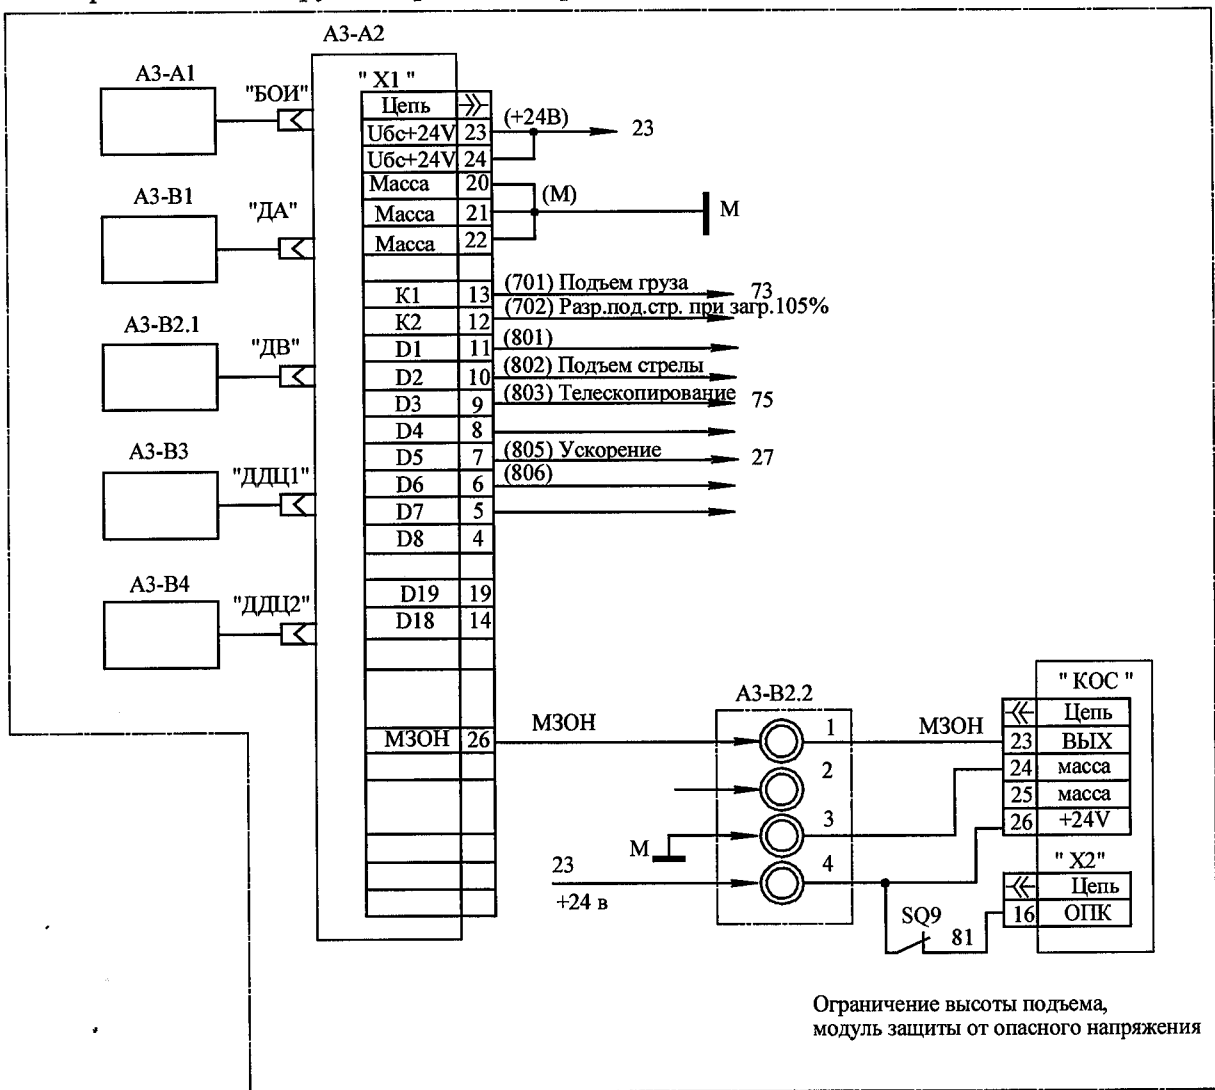 А3-А2
А3-А1
"БОИ"
" Х1 "
Цепь
Uбс+24V 23 (+24В) 23
Uбс+24V 24
А3-В1
"ДА"
Масса 20
(М)
Масса 21 М
Масса 22
А3-В2.1
"ДВ"
К1 13 (701) Подъем груза 73
К2 12 (702) Разр.под.стр. при загр.105%
D1 11 (801)
D2 10 (802) Подъем стрелы
D3 9 (803) Телескопирование 75
D4 8
А3-В3
"ДДЦ1"
D5 7 (805) Ускорение 27
D6 6 (806)
D7 5
D8 4
А3-В4
"ДДЦ2"
D19 19
D18 14
МЗОН 26 МЗОН
А3-В2.2
1 МЗОН
2
М 3
23 4
+24 в
SQ9
81
" КОС "
Цепь
23 ВЫХ
24 масса
25 масса
26 +24V
" Х2"
Цепь
16 ОПК
Ограничение высоты подъема,
модуль защиты от опасного напряжения